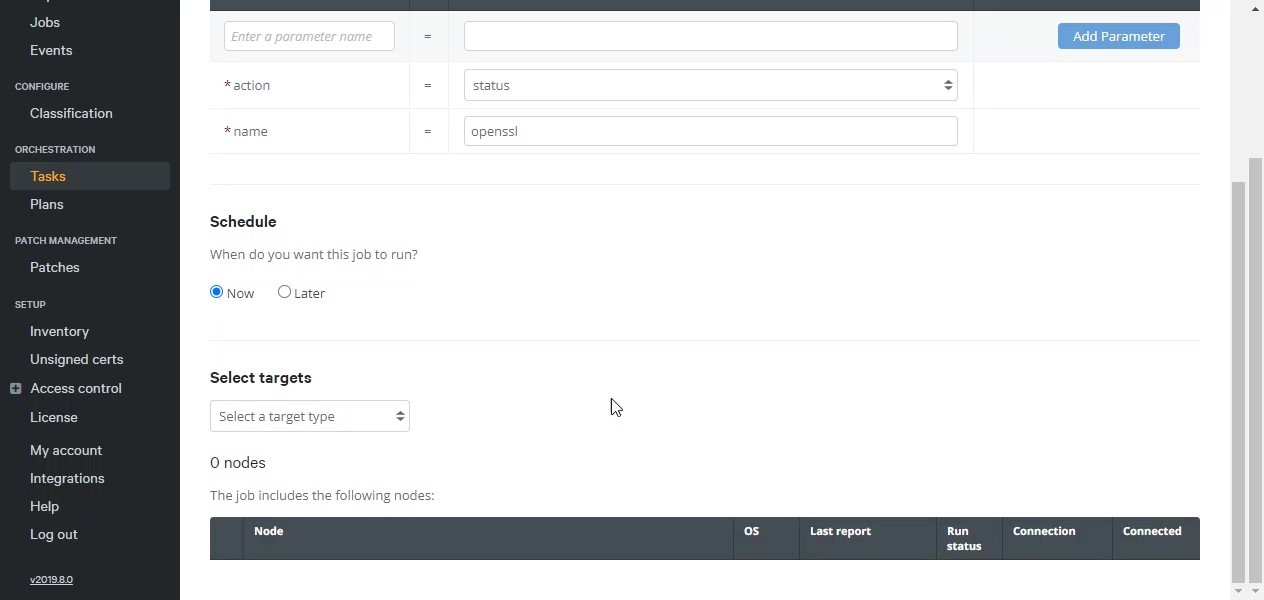 Jobs
Events
CONFIGURE
Classification
ORCHESTRATION
Tasks
Plans
PATCH MANAGEMENT
Patches
SETUP
Inventory
Unsigned certs
Access control
License
My account
Integrations
Help
Log out
v2019.8.0
Enter a parameter name = Add Parameter
* action = status
* name = openssl
Schedule
When do you want this job to run?
Now Later
Select targets
Select a target type
0 nodes
The job includes the following nodes:
Node OS Last report Run status Connection Connected